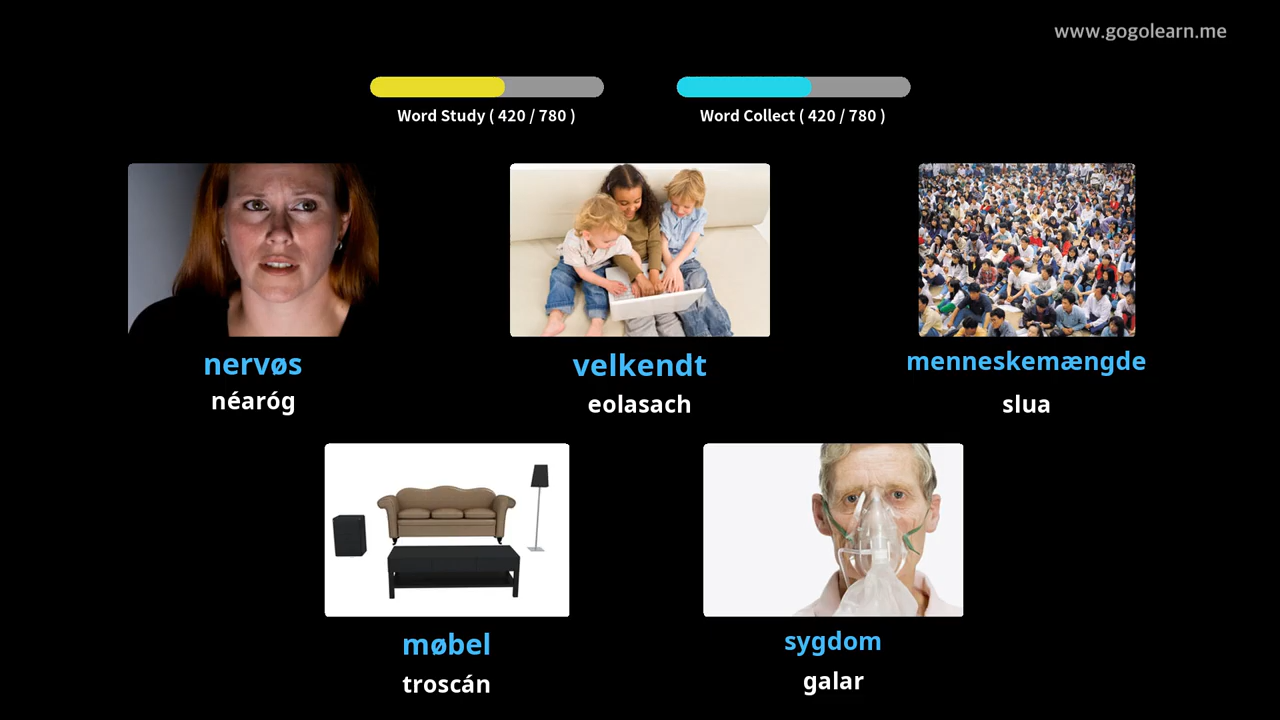 www.gogolearn.me
Word Study ( 420 / 780 )
Word Collect ( 420 / 780 )
nervøs
néaróg
velkendt
eolasach
menneskemængde
slua
møbel
troscán
sygdom
galar